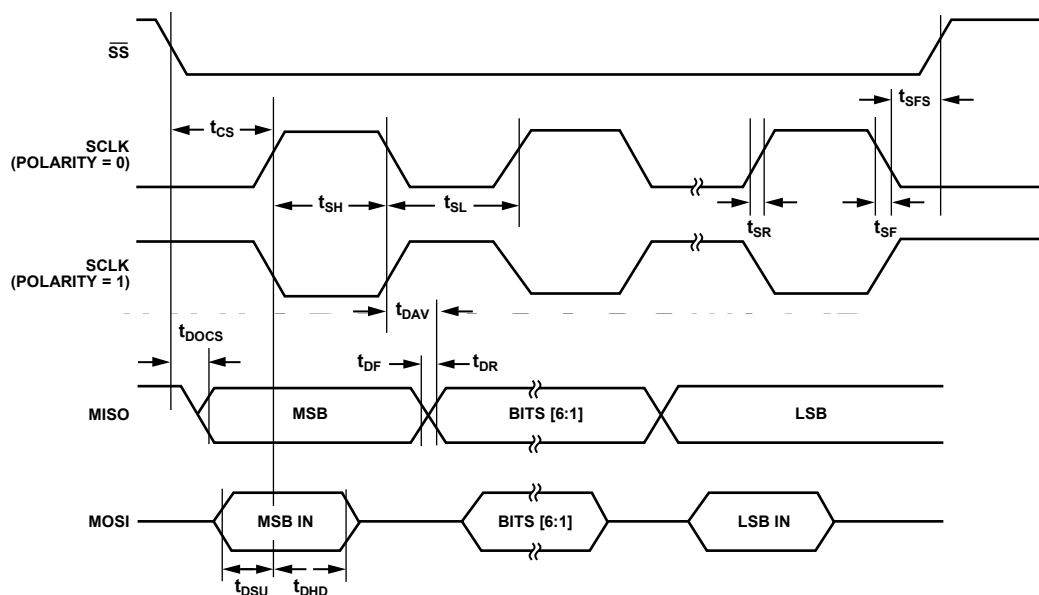 SS
tSFS
tCS
SCLK
(POLARITY = 0)
tSH
tSL
tSR
tSF
SCLK
(POLARITY = 1)
tDAV
tDOCS
tDF
tDR
MISO
MSB
BITS [6:1]
LSB
MOSI
MSB IN
BITS [6:1]
LSB IN
tDSU
tDHD